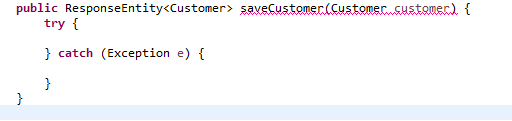 public ResponseEntity<Customer> saveCustomer(Customer customer) {
    try {
    } catch (Exception e) {
    }
}